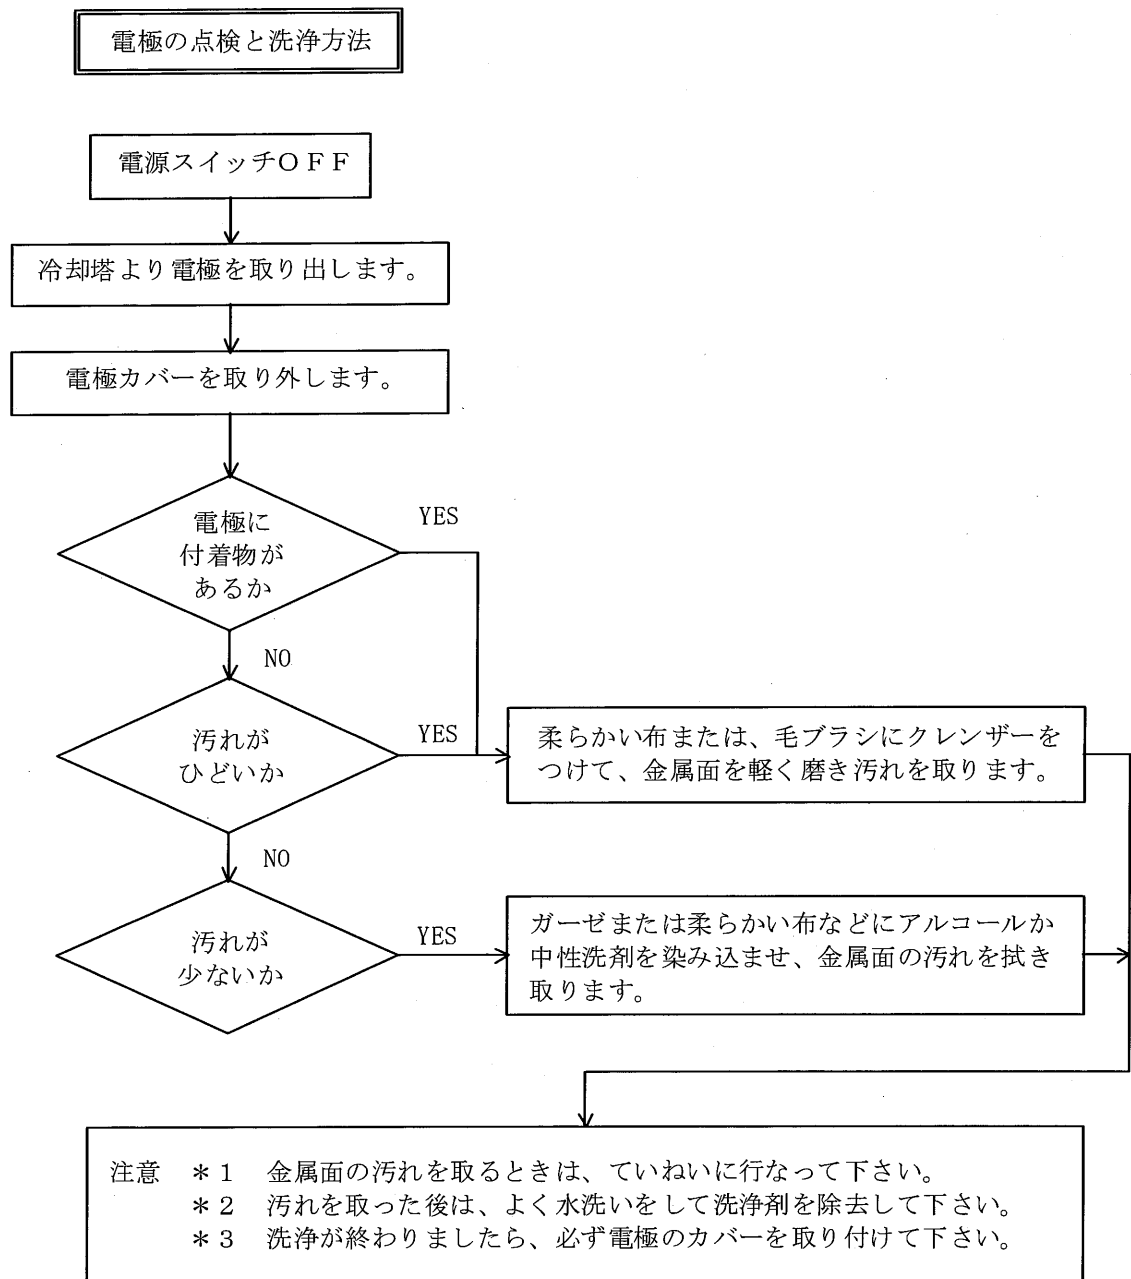 電極の点検と洗浄方法
電源スイッチＯＦＦ
冷却塔より電極を取り出します。
電極カバーを取り外します。
電極に
付着物が
あるか
YES
NO
汚れが
ひどいか
YES
柔らかい布または、毛ブラシにクレンザーを
つけて、金属面を軽く磨き汚れを取ります。
NO
汚れが
少ないか
YES
ガーゼまたは柔らかい布などにアルコールか
中性洗剤を染み込ませ、金属面の汚れを拭き
取ります。
注意　＊１　金属面の汚れを取るときは、ていねいに行なって下さい。
＊２　汚れを取った後は、よく水洗いをして洗浄剤を除去して下さい。
＊３　洗浄が終わりましたら、必ず電極のカバーを取り付けて下さい。